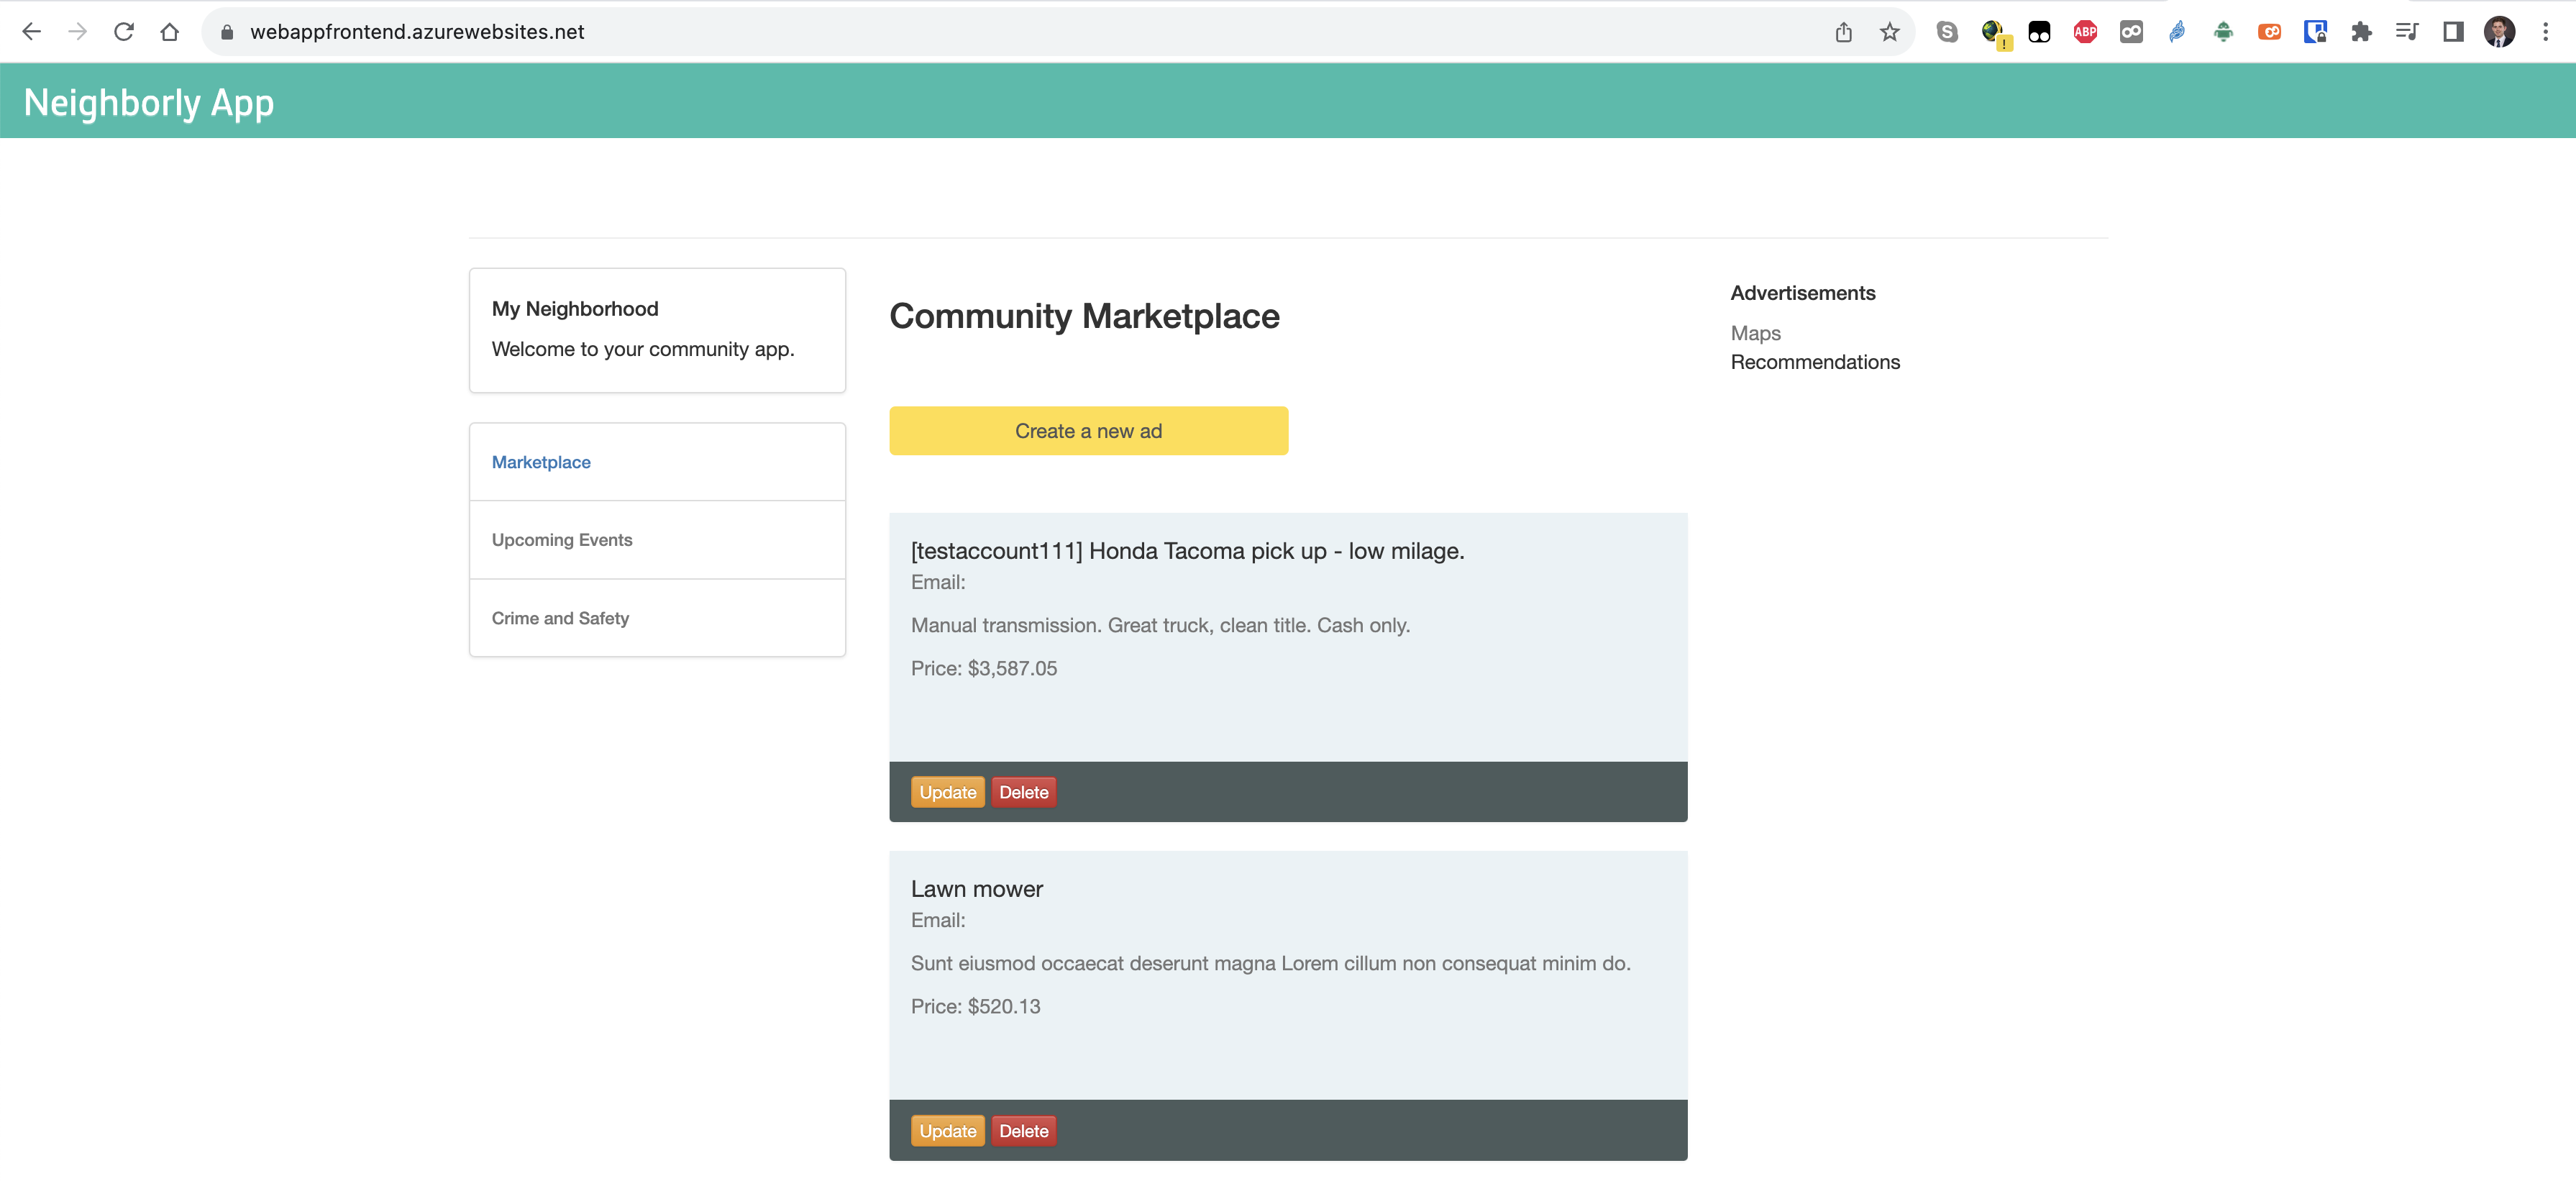 webappfrontend.azurewebsites.net
ABP
Neighborly App
My Neighborhood
Welcome to your community app.
Marketplace
Upcoming Events
Crime and Safety
Community Marketplace
Create a new ad
[testaccount111] Honda Tacoma pick up - low milage.
Email:
Manual transmission. Great truck, clean title. Cash only.
Price: $3,587.05
Update Delete
Lawn mower
Email:
Sunt eiusmod occaecat deserunt magna Lorem cillum non consequat minim do.
Price: $520.13
Update Delete
Advertisements
Maps
Recommendations